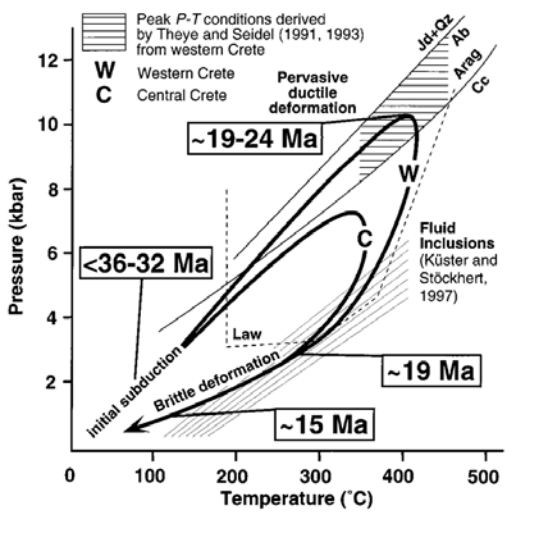 Peak P-T conditions derived
by Theye and Seidel (1991, 1993)
from western Crete
W Western Crete
C Central Crete
Jd+Qz
Ab
Arag
Cc
Pervasive
ductile
deformation
~19-24 Ma
W
C
Fluid
Inclusions
(Küster and
Stöckhert,
1997)
<36-32 Ma
Law
initial subduction
Brittle deformation
~19 Ma
~15 Ma
Pressure (kbar)
12
10
8
6
4
2
0
100
200
300
400
500
Temperature (˚C)